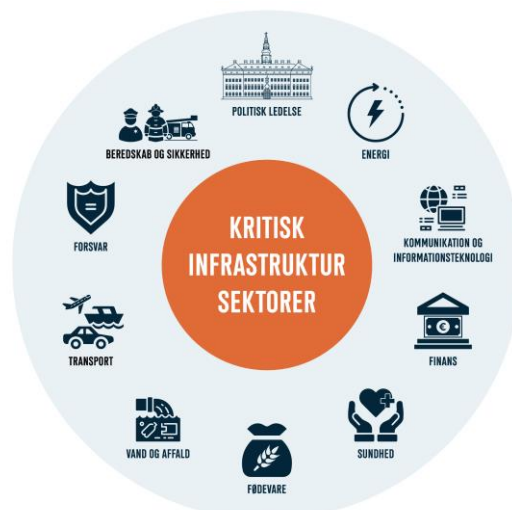 POLITISK LEDELSE
ENERGI
KOMMUNIKATION OG
INFORMATIONSTEKNOLOGI
FINANS
SUNDHED
FØDEVARE
VAND OG AFFALD
TRANSPORT
FORSVAR
BEREDSKAB OG SIKKERHED
KRITISK
INFRASTRUKTUR
SEKTORER